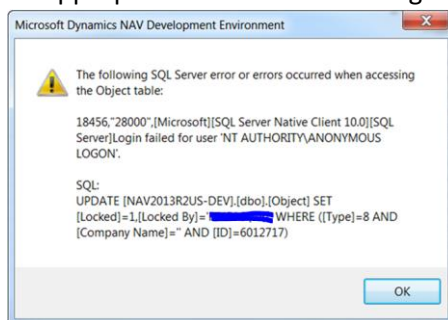 Microsoft Dynamics NAV Development Environment
The following SQL Server error or errors occurred when accessing
the Object table:
18456,"28000",[Microsoft][SQL Server Native Client 10.0][SQL
Server]Login failed for user 'NT AUTHORITY\ANONYMOUS
LOGON'.
SQL:
UPDATE [NAV2013R2US-DEV].[dbo].[Object] SET
[Locked]=1,[Locked By]=' WHERE ([Type]=8 AND
[Company Name]='' AND [ID]=6012717)
OK